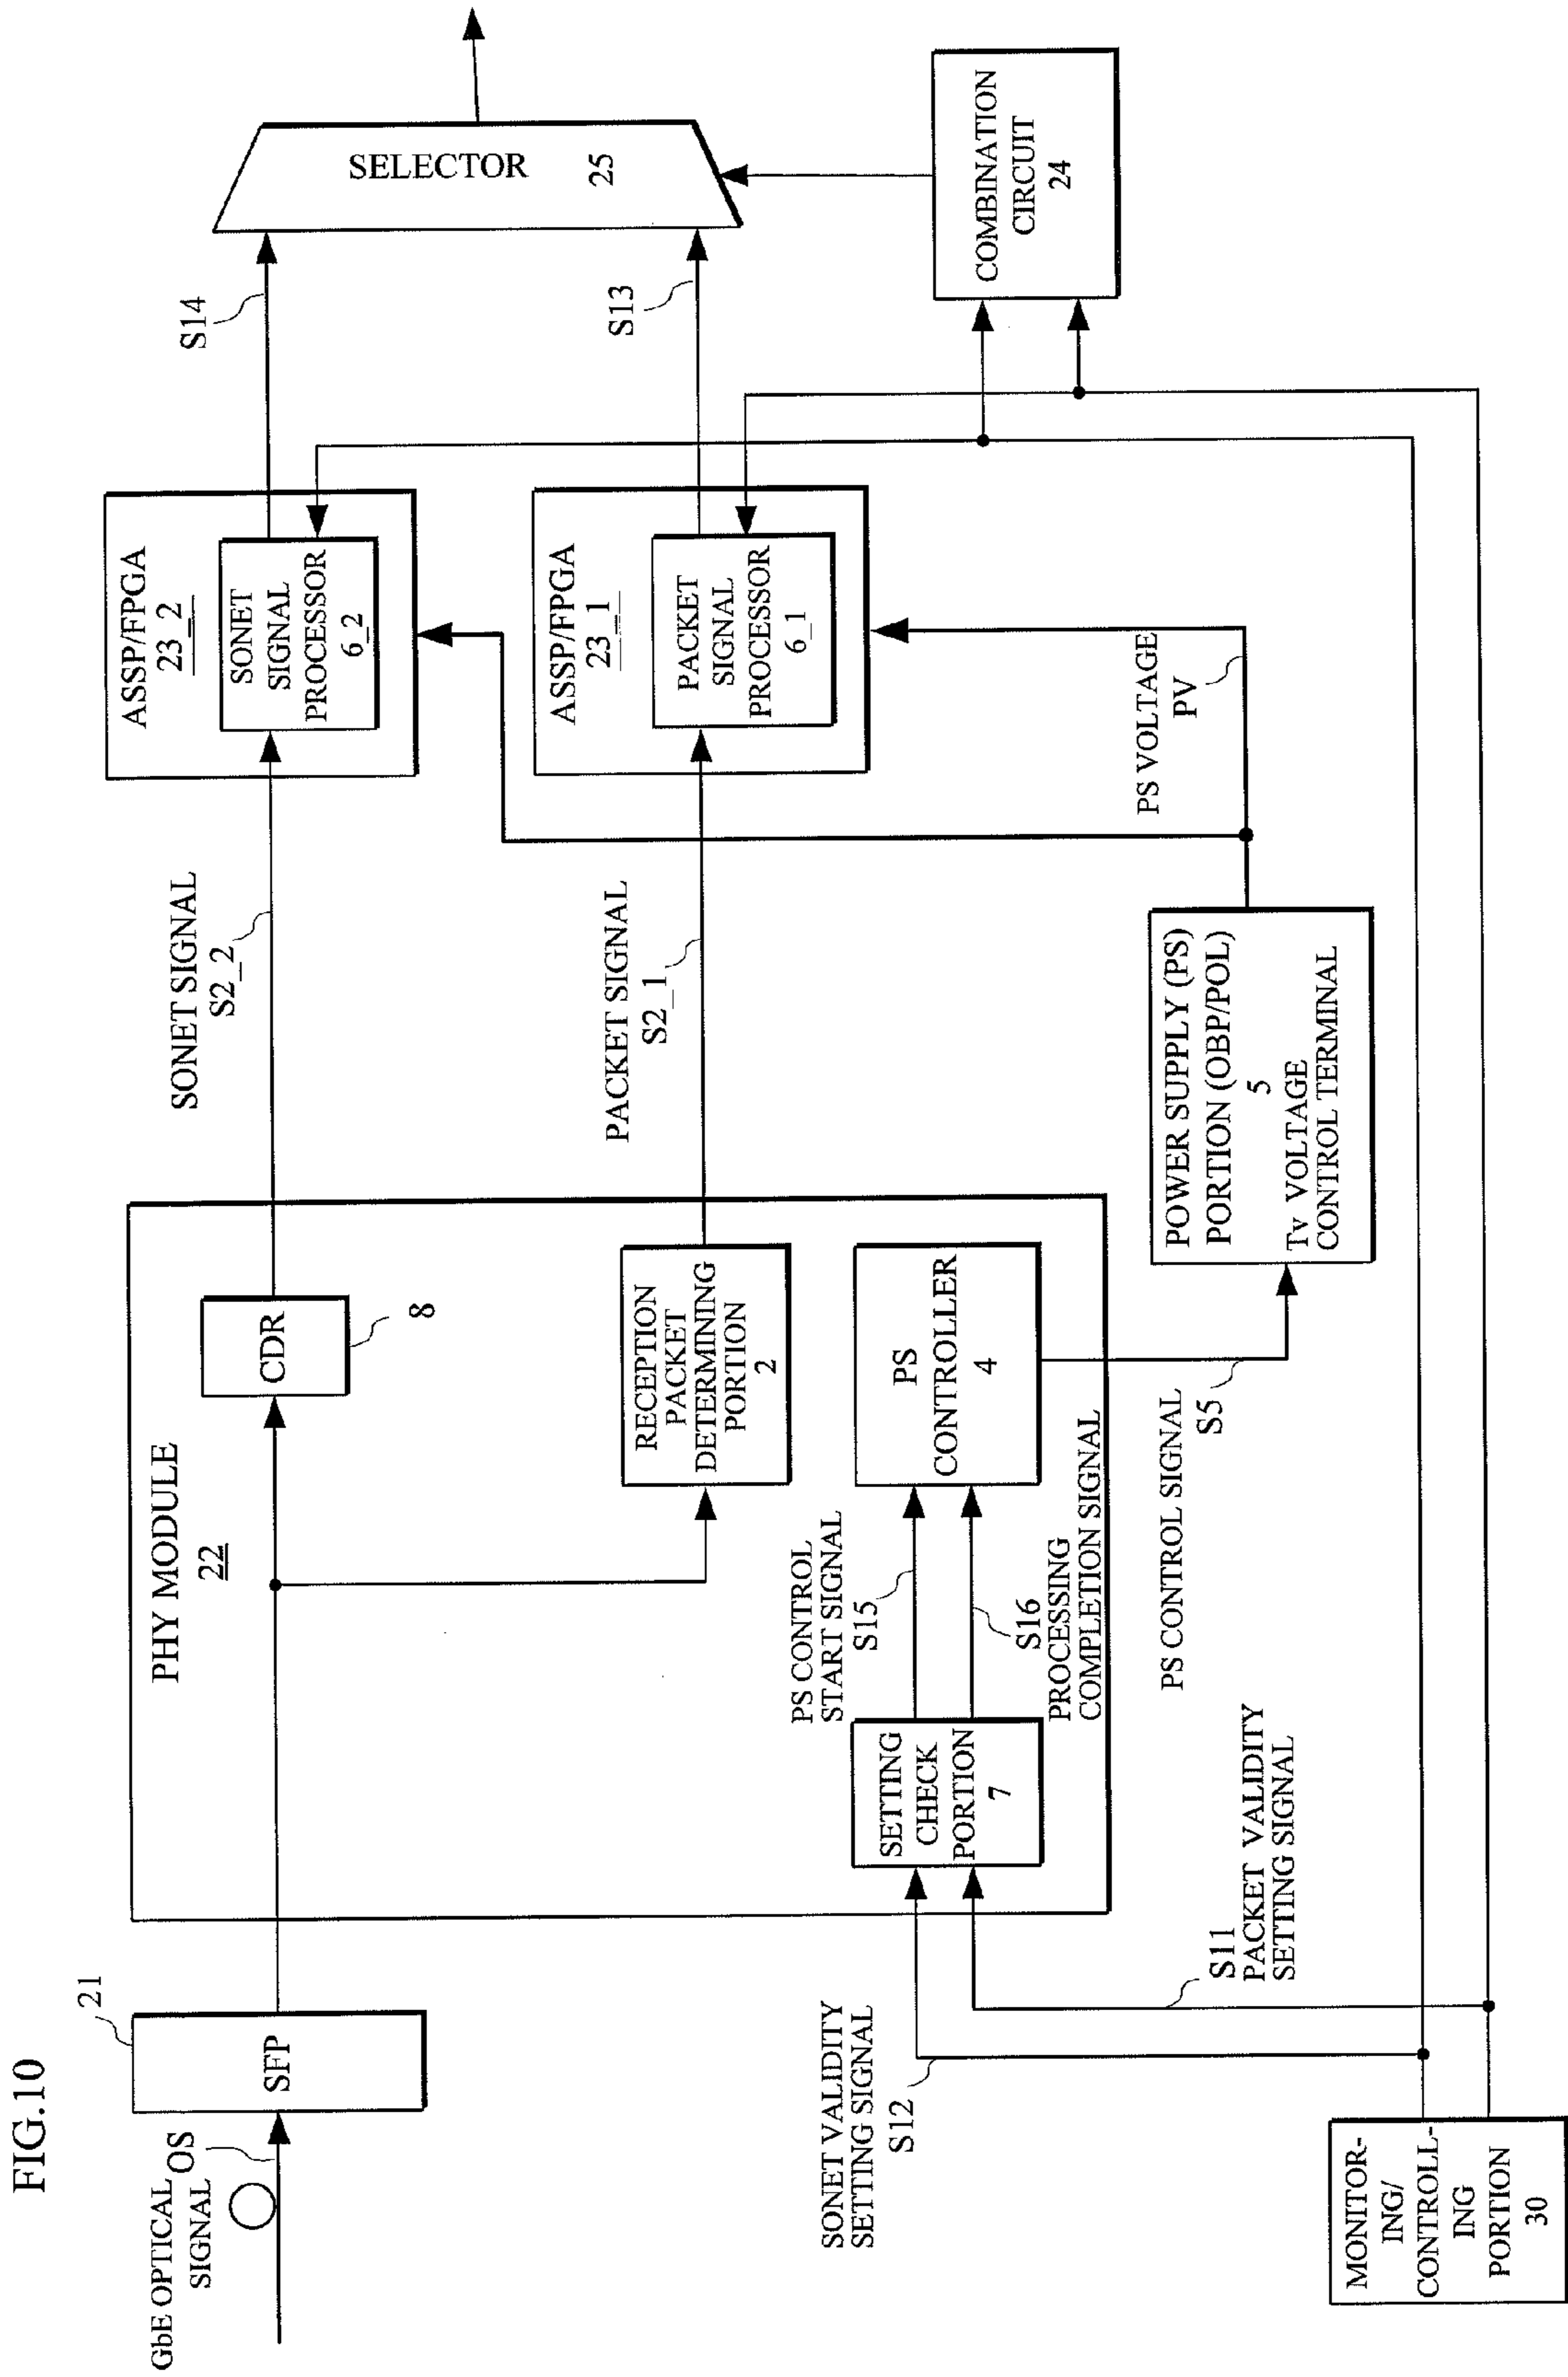 FIG.10
GbE OPTICAL
SIGNAL
OS
21
SFP
PHY MODULE
22
CDR
8
RECEPTION
PACKET
DETERMINING
PORTION
2
SETTING
CHECK
PORTION
7
PS CONTROL
START SIGNAL
S15
S16
PROCESSING
COMPLETION SIGNAL
PS
CONTROLLER
4
SONET VALIDITY
SETTING SIGNAL
S12
S11
PACKET VALIDITY
SETTING SIGNAL
PS CONTROL SIGNAL
S5
MONITOR-
ING/
CONTROLL-
ING
PORTION
30
SONET SIGNAL
S2_2
PACKET SIGNAL
S2_1
POWER SUPPLY (PS)
PORTION (OBP/POL)
5
Tv VOLTAGE
CONTROL TERMINAL
PS VOLTAGE
PV
ASSP/FPGA
23_2
SONET
SIGNAL
PROCESSOR
6_2
ASSP/FPGA
23_1
PACKET
SIGNAL
PROCESSOR
6_1
S14
S13
SELECTOR
25
COMBINATION
CIRCUIT
24